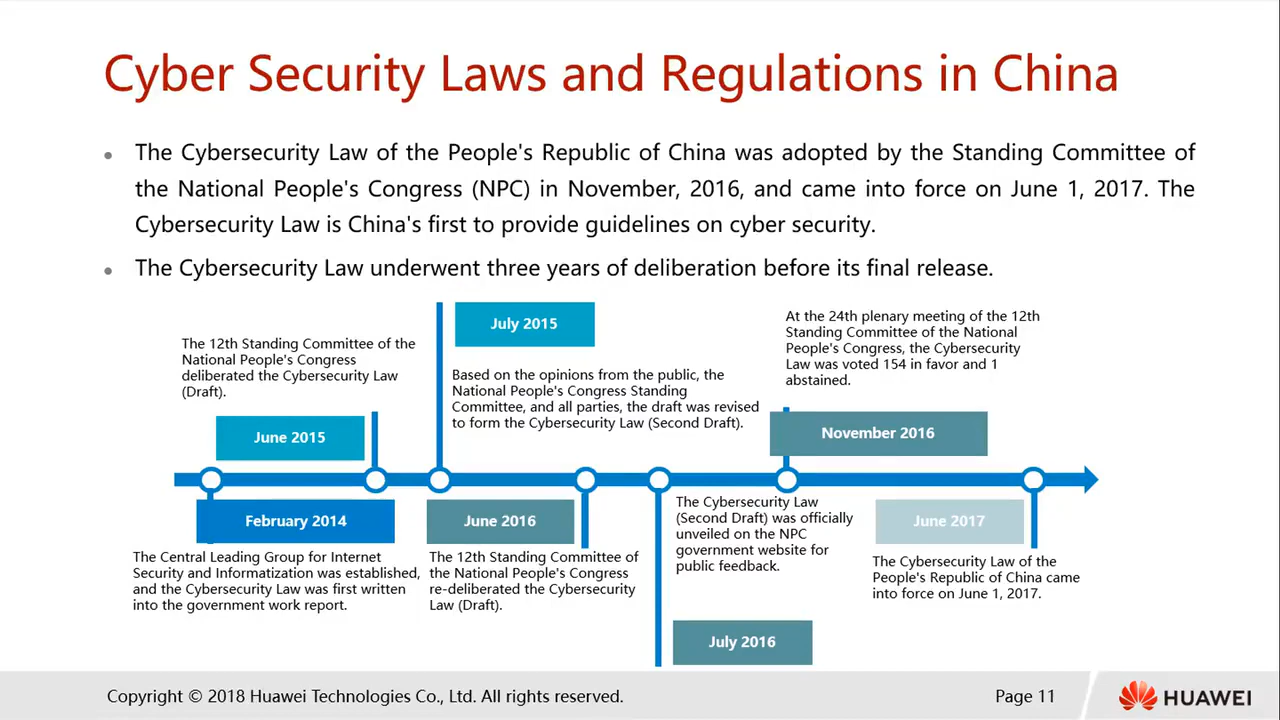 Cyber Security Laws and Regulations in China
The Cybersecurity Law of the People's Republic of China was adopted by the Standing Committee of
the National People's Congress (NPC) in November, 2016, and came into force on June 1, 2017. The
Cybersecurity Law is China's first to provide guidelines on cyber security.
The Cybersecurity Law underwent three years of deliberation before its final release.
The 12th Standing Committee of the
National People's Congress
deliberated the Cybersecurity Law
(Draft).
June 2015
July 2015
Based on the opinions from the public, the
National People's Congress Standing
Committee, and all parties, the draft was revised
to form the Cybersecurity Law (Second Draft).
At the 24th plenary meeting of the 12th
Standing Committee of the National
People's Congress, the Cybersecurity
Law was voted 154 in favor and 1
abstained.
November 2016
February 2014
The Central Leading Group for Internet
Security and Informatization was established,
and the Cybersecurity Law was first written
into the government work report.
June 2016
The 12th Standing Committee of
the National People's Congress
re-deliberated the Cybersecurity
Law (Draft).
The Cybersecurity Law
(Second Draft) was officially
unveiled on the NPC
government website for
public feedback.
July 2016
June 2017
The Cybersecurity Law of the
People's Republic of China came
into force on June 1, 2017.
Copyright © 2018 Huawei Technologies Co., Ltd. All rights reserved.
Page 11
HUAWEI